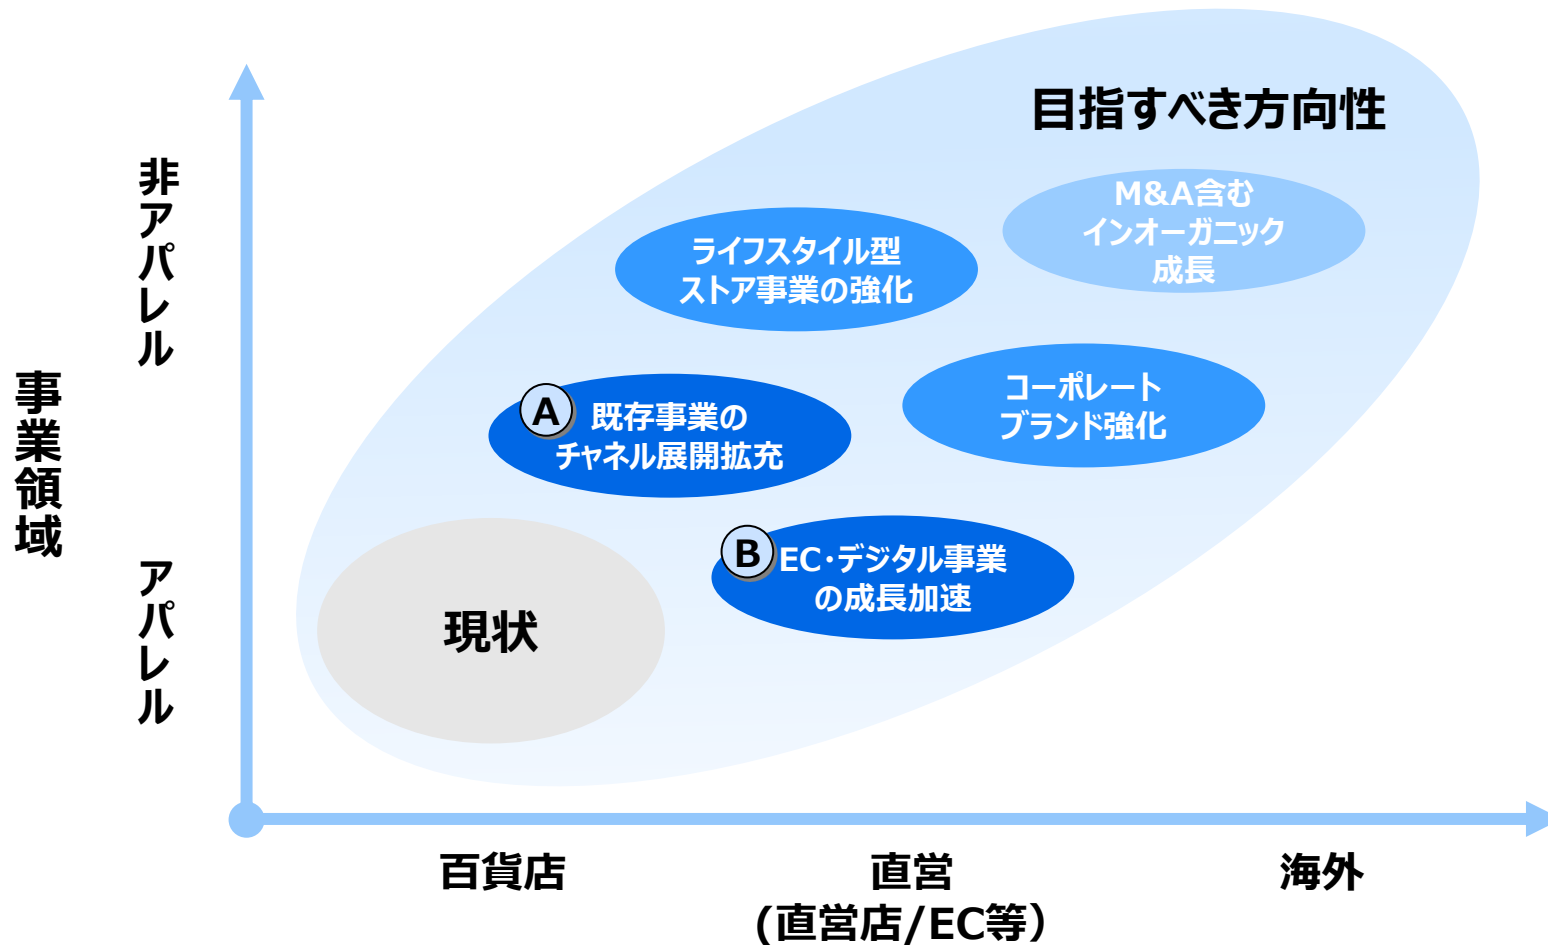 目指すべき方向性
非アパレル
M&A含む
インオーガニック
成長
ライフスタイル型
ストア事業の強化
コーポレート
ブランド強化
A
既存事業の
チャネル展開拡充
事業領域
B
EC・デジタル事業
の成長加速
アパレル
現状
百貨店
直営
(直営店/EC等）
海外